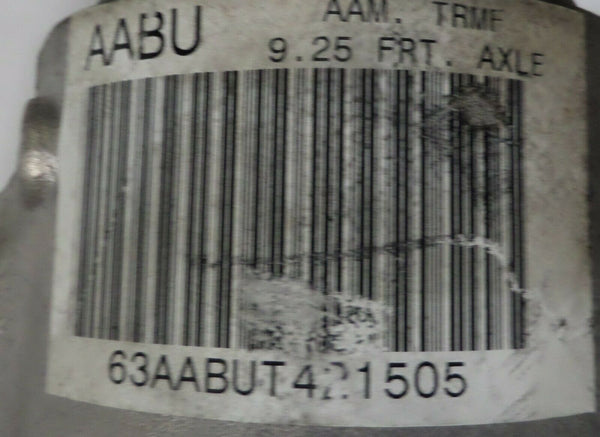 AABU
AAM. TRMF
9.25 FRT. AXLE
63AABUT421505